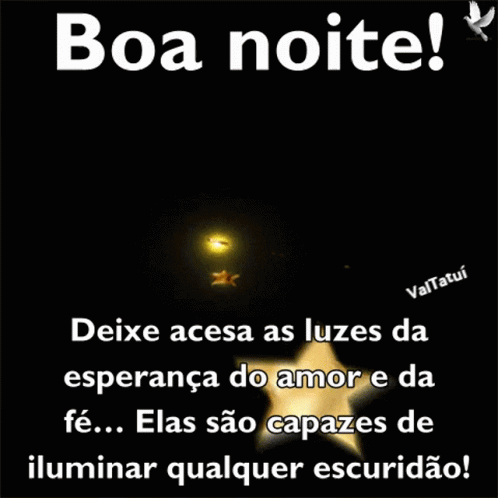 Boa noite!
ValTatuí
Deixe acesa as luzes da
esperança do amor e da
fé... Elas são capazes de
iluminar qualquer escuridão!